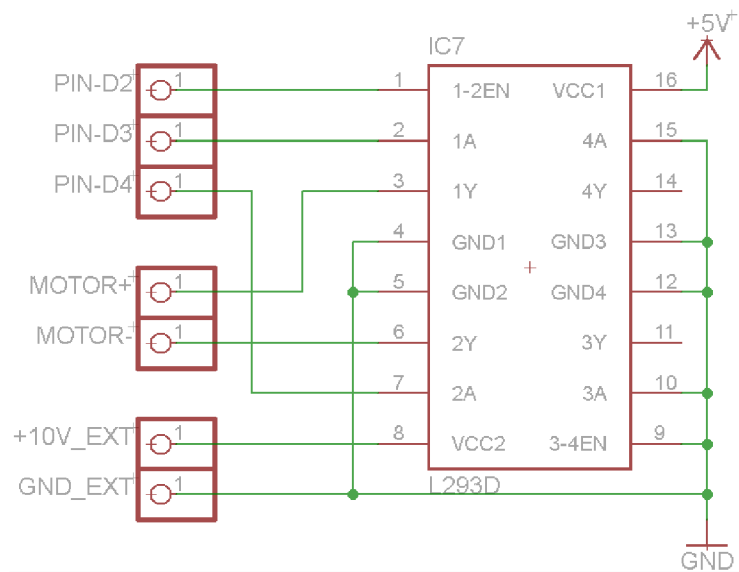 +5V
IC7
PIN-D2 1 1 1-2EN VCC1 16
PIN-D3 1 2 1A 4A 15
PIN-D4 1 3 1Y 4Y 14
4 GND1 GND3 13
MOTOR+ 1 5 GND2 GND4 12
MOTOR- 1 6 2Y 3Y 11
7 2A 3A 10
+10V_EXT 1 8 VCC2 3-4EN 9
GND_EXT 1 L293D
GND